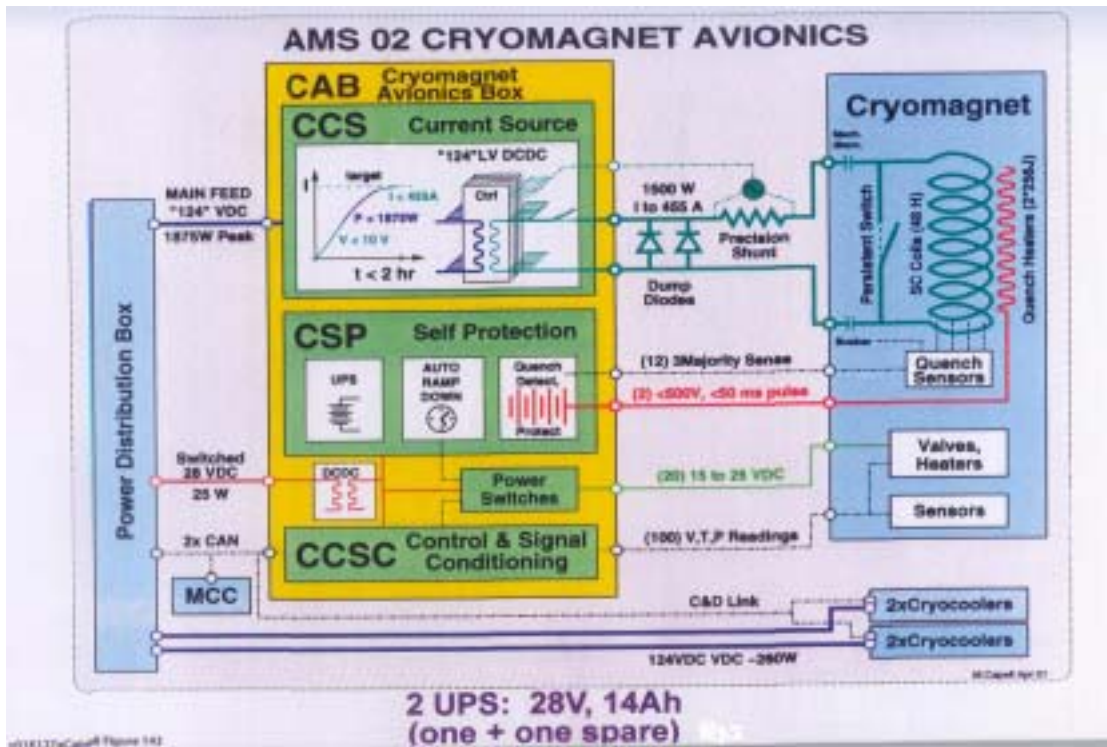 AMS 02 CRYOMAGNET AVIONICS
CAB Cryomagnet
Avionics Box
CCS Current Source
"124"LV DCDC
I
target
I < 455A
P = 1875W
V < 10 V
t < 2 hr
Ctrl
Cryomagnet
MAIN FEED
"124" VDC
1875W Peak
1600 W
I to 455 A
Precision
Shunt
Dump
Diodes
Persistent Switch
SC Coils (48 H)
Quench Heaters
Power Distribution Box
CSP Self Protection
UPS
AUTO
RAMP
DOWN
Quench
Detect,
Protect
(12) 3Majority Sense
Quench
Sensors
(2) <500V, <50 ms pulse
Switched
28 VDC
25 W
DCDC
Power
Switches
(20) 15 to 28 VDC
Valves,
Heaters
Sensors
2x CAN
CCSC Control & Signal
Conditioning
(100) V,T,P Readings
MCC
C&D Link
2xCryocoolers
2xCryocoolers
124VDC VDC
2 UPS: 28V, 14Ah
(one + one spare)
Figure 142